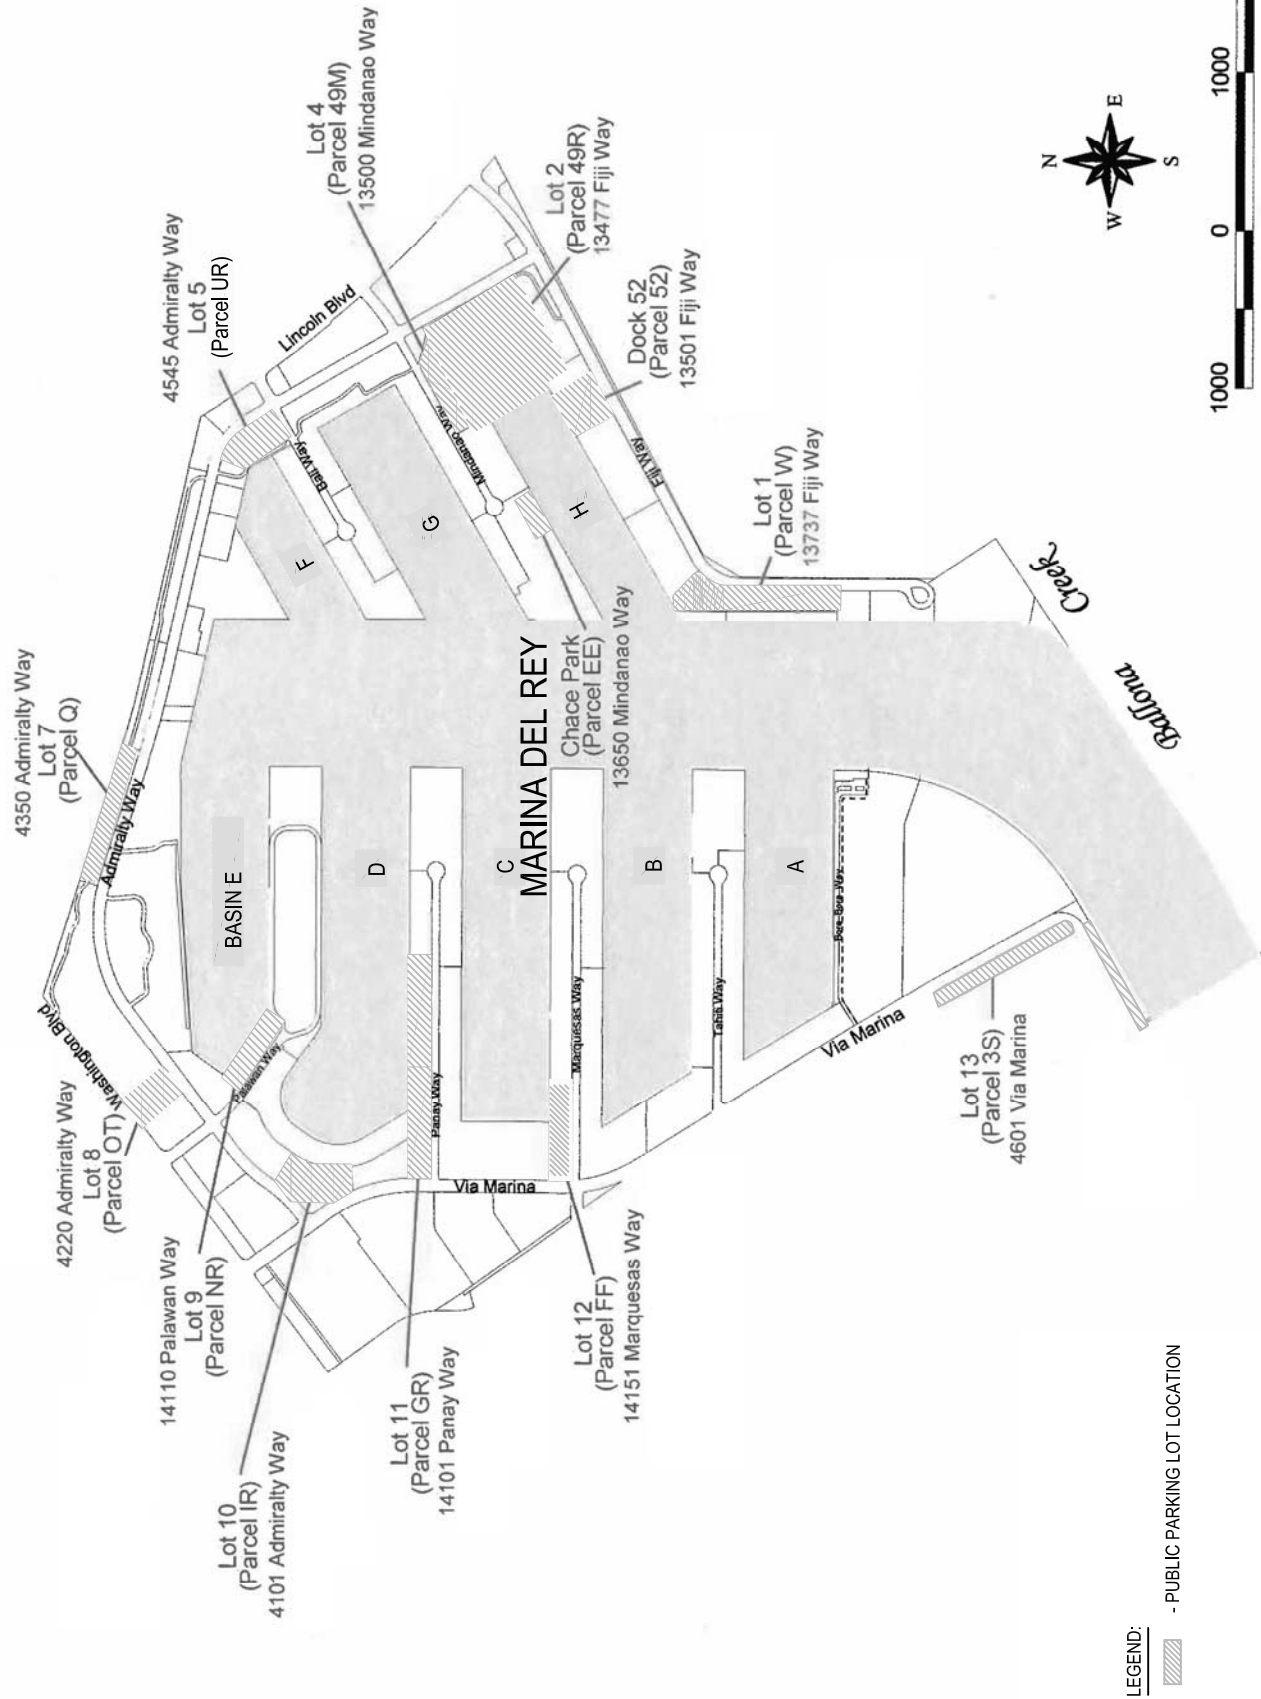 4220 Admiralty Way
Lot 8
(Parcel OT)
Washington Blvd
4350 Admiralty Way
Lot 7
(Parcel Q)
Admiralty Way
4545 Admiralty Way
Lot 5
(Parcel UR)
Lincoln Blvd
Lot 4
(Parcel 49M)
13500 Mindanao Way
14110 Palawan Way
Lot 9
(Parcel NR)
Palawan Way
Lot 10
(Parcel IR)
4101 Admiralty Way
BASIN E
D
C
B
A
F
G
H
Bali Way
Mindanao Way
Lot 2
(Parcel 49R)
13477 Fiji Way
Dock 52
(Parcel 52)
13501 Fiji Way
Fiji Way
Lot 11
(Parcel GR)
14101 Panay Way
Panay Way
Via Marina
MARINA DEL REY
Chace Park
(Parcel EE)
13650 Mindanao Way
Lot 1
(Parcel W)
13737 Fiji Way
Lot 12
(Parcel FF)
14151 Marquesas Way
Marquesas Way
Tahiti Way
Bora Bora Way
Via Marina
Lot 13
(Parcel 3S)
4601 Via Marina
Ballona
Creek
N
W
E
S
1000
0
1000
LEGEND:
- PUBLIC PARKING LOT LOCATION